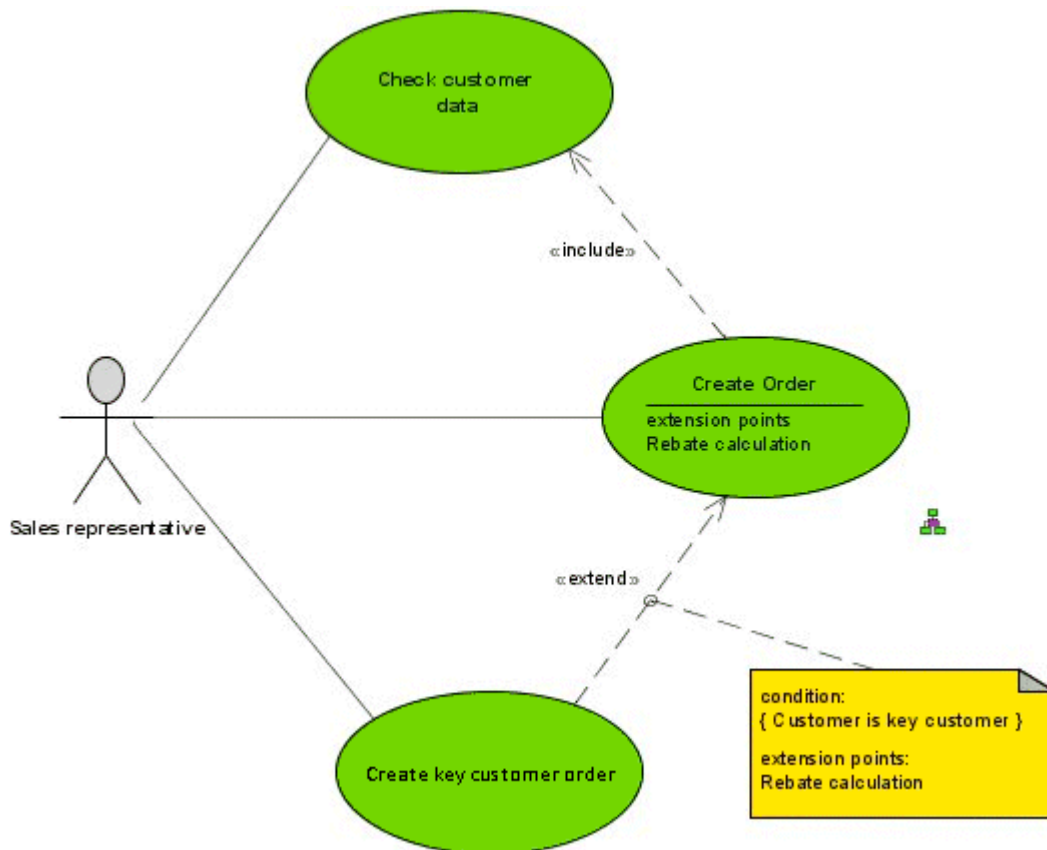 Check customer
data
«include»
Create Order
extension points
Rebate calculation
Sales representative
«extend»
condition:
{ Customer is key customer }
extension points:
Rebate calculation
Create key customer order